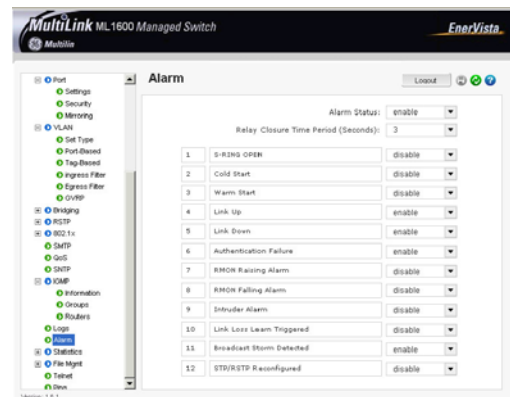 MultiLink ML1600 Managed Switch
Multilin
EnerVista
Port
Settings
Security
Mirroring
VLAN
Set Type
Port-Based
Tag-Based
Ingress Filter
Egress Filter
GVRP
Bridging
RSTP
802.1x
SMTP
QoS
SNTP
IGMP
Information
Groups
Routers
Logs
Alarm
Statistics
File Mgmt
Telnet
Ping
Alarm
Logout
Alarm Status: enable
Relay Closure Time Period (Seconds): 3
1 S-RING OPEN disable
2 Cold Start disable
3 Warm Start disable
4 Link Up enable
5 Link Down enable
6 Authentication Failure enable
7 RMON Raising Alarm disable
8 RMON Falling Alarm disable
9 Intruder Alarm disable
10 Link Loss Learn Triggered disable
11 Broadcast Storm Detected enable
12 STP/RSTP Reconfigured disable